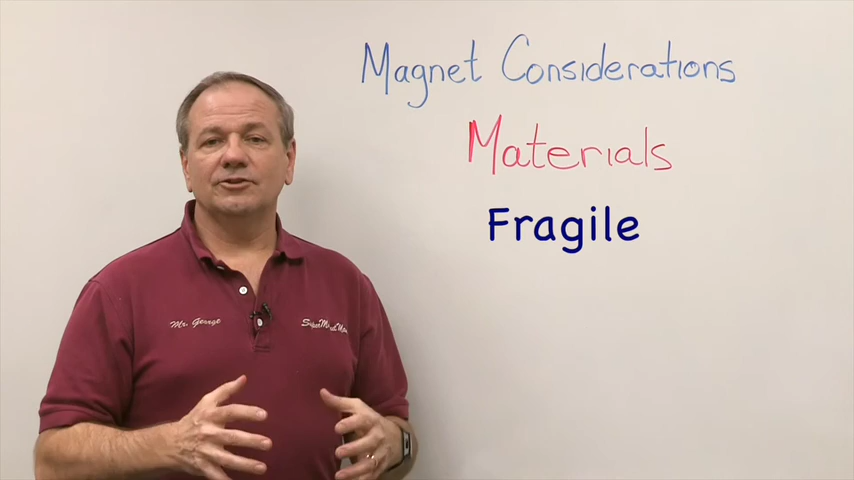 Magnet Considerations
Materials
Fragile
Mr. George